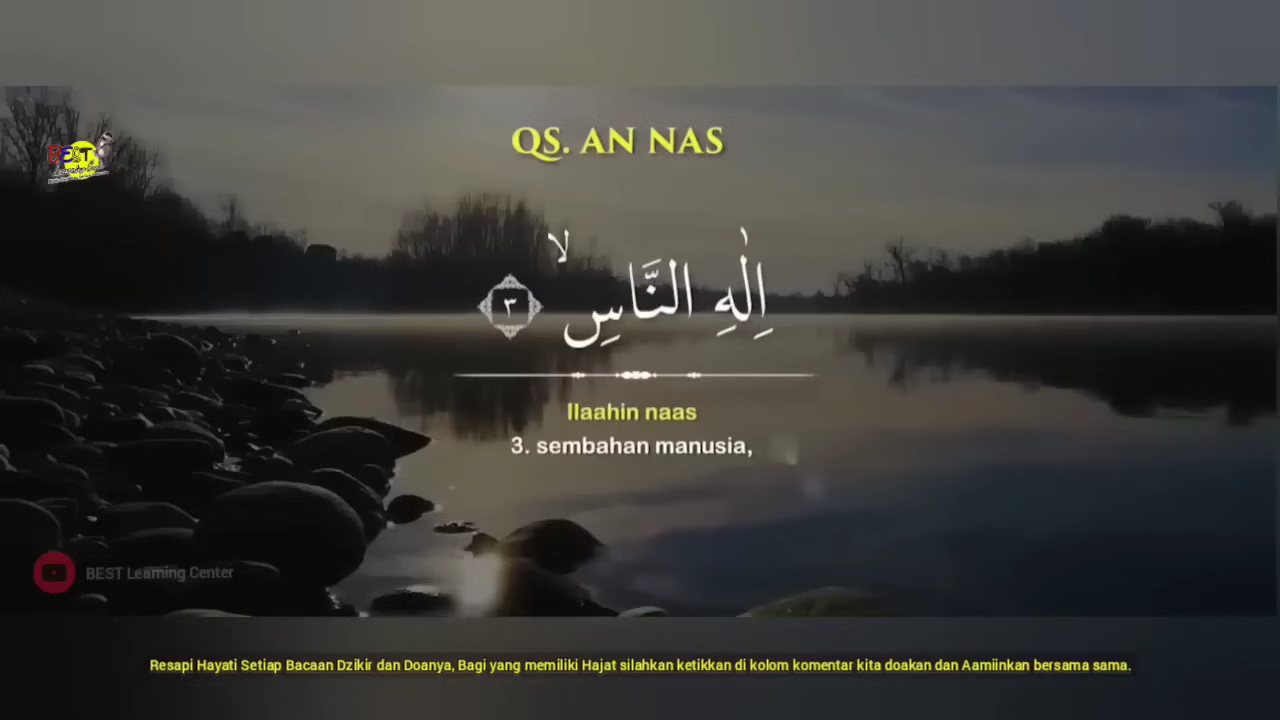 QS. AN NAS
BEST
اِلٰهِ النَّاسِۙ ٣
Ilaahin naas
3. sembahan manusia,
BEST Learning Center
Resapi Hayati Setiap Bacaan Dzikir dan Doanya, Bagi yang memiliki Hajat silahkan ketikkan di kolom komentar kita doakan dan Aamiinkan bersama sama.